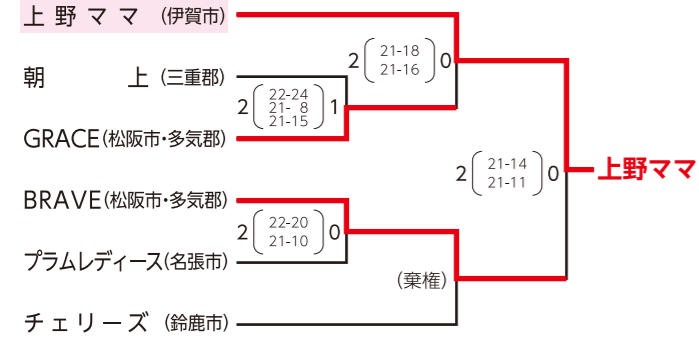 上野ママ (伊賀市)
2 (21-18 21-16) 0
朝 上 (三重郡)
2 (22-24 21- 8 21-15) 1
GRACE (松阪市・多気郡)
2 (21-14 21-11) 0
上野ママ
BRAVE (松阪市・多気郡)
2 (22-20 21-10) 0
プラムレディース (名張市)
(棄権)
チェリーズ (鈴鹿市)